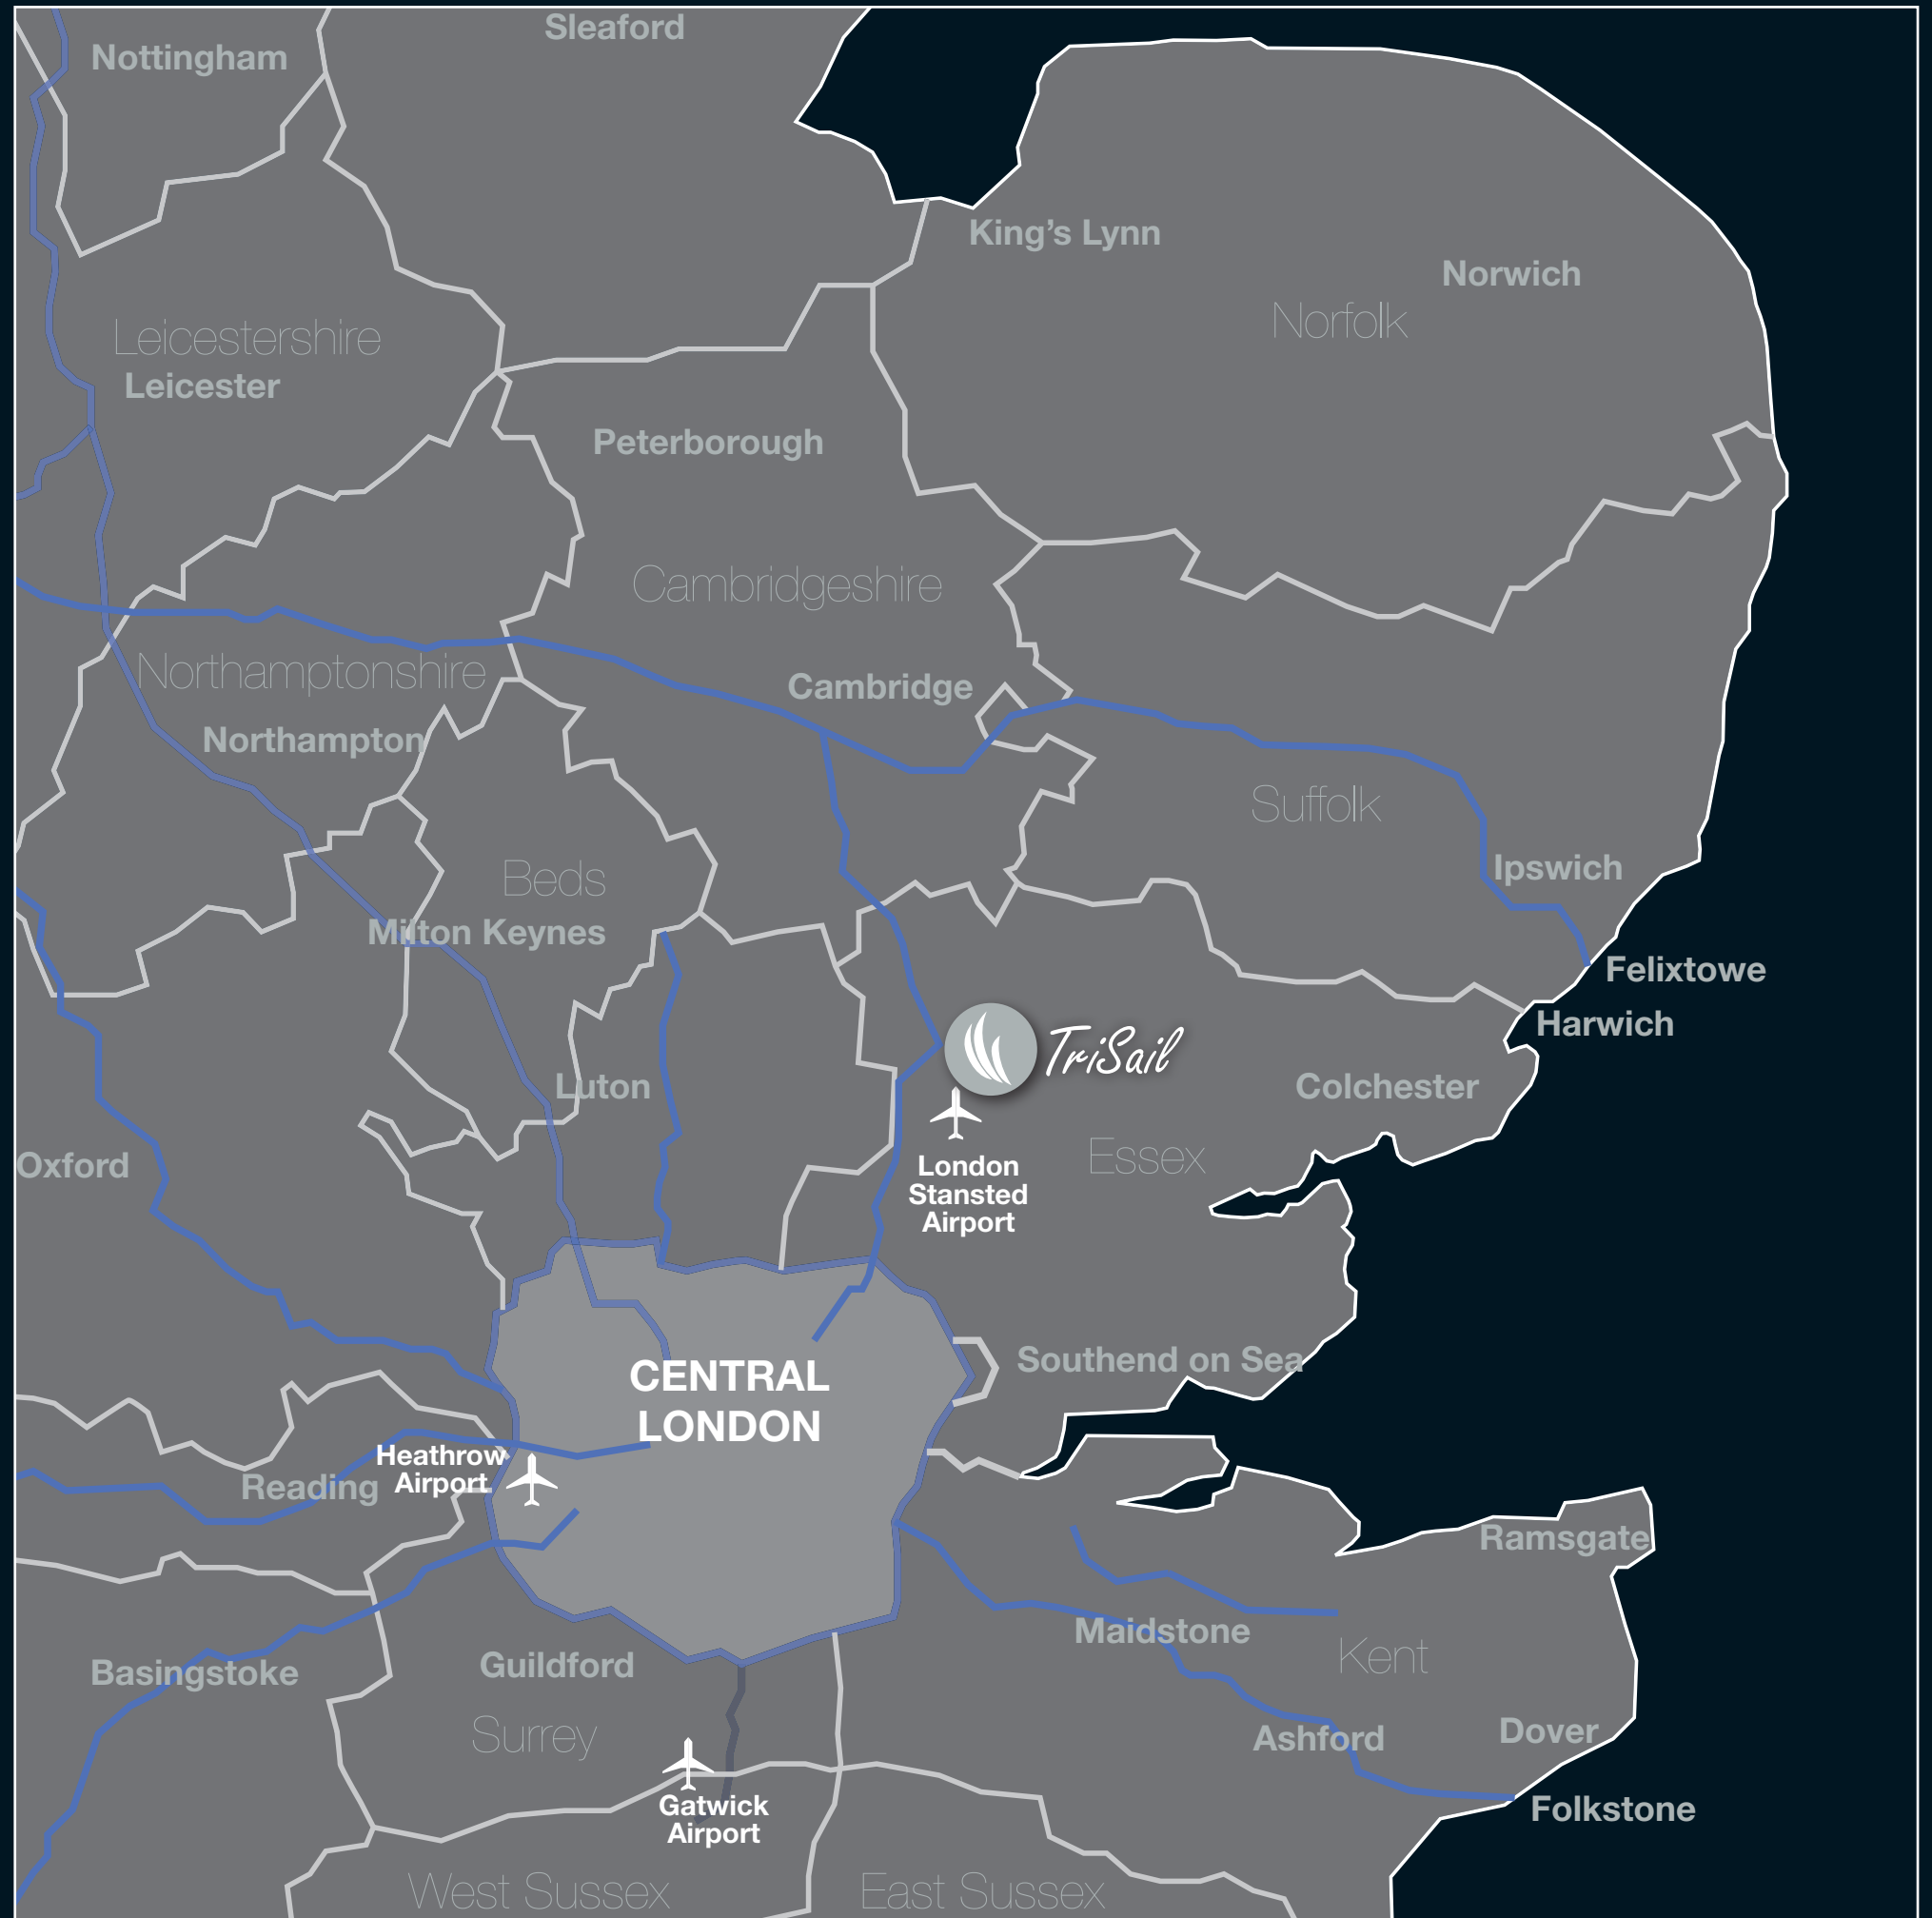 Sleaford
Nottingham
King's Lynn
Norwich
Norfolk
Leicestershire
Leicester
Peterborough
Cambridgeshire
Northamptonshire
Cambridge
Northampton
Suffolk
Ipswich
Beds
Milton Keynes
Felixtowe
Harwich
TriSail
Luton
Colchester
Essex
Oxford
London
Stansted
Airport
Southend on Sea
CENTRAL
LONDON
Heathrow
Airport
Reading
Ramsgate
Maidstone
Kent
Guildford
Basingstoke
Surrey
Dover
Ashford
Gatwick
Airport
Folkstone
West Sussex
East Sussex